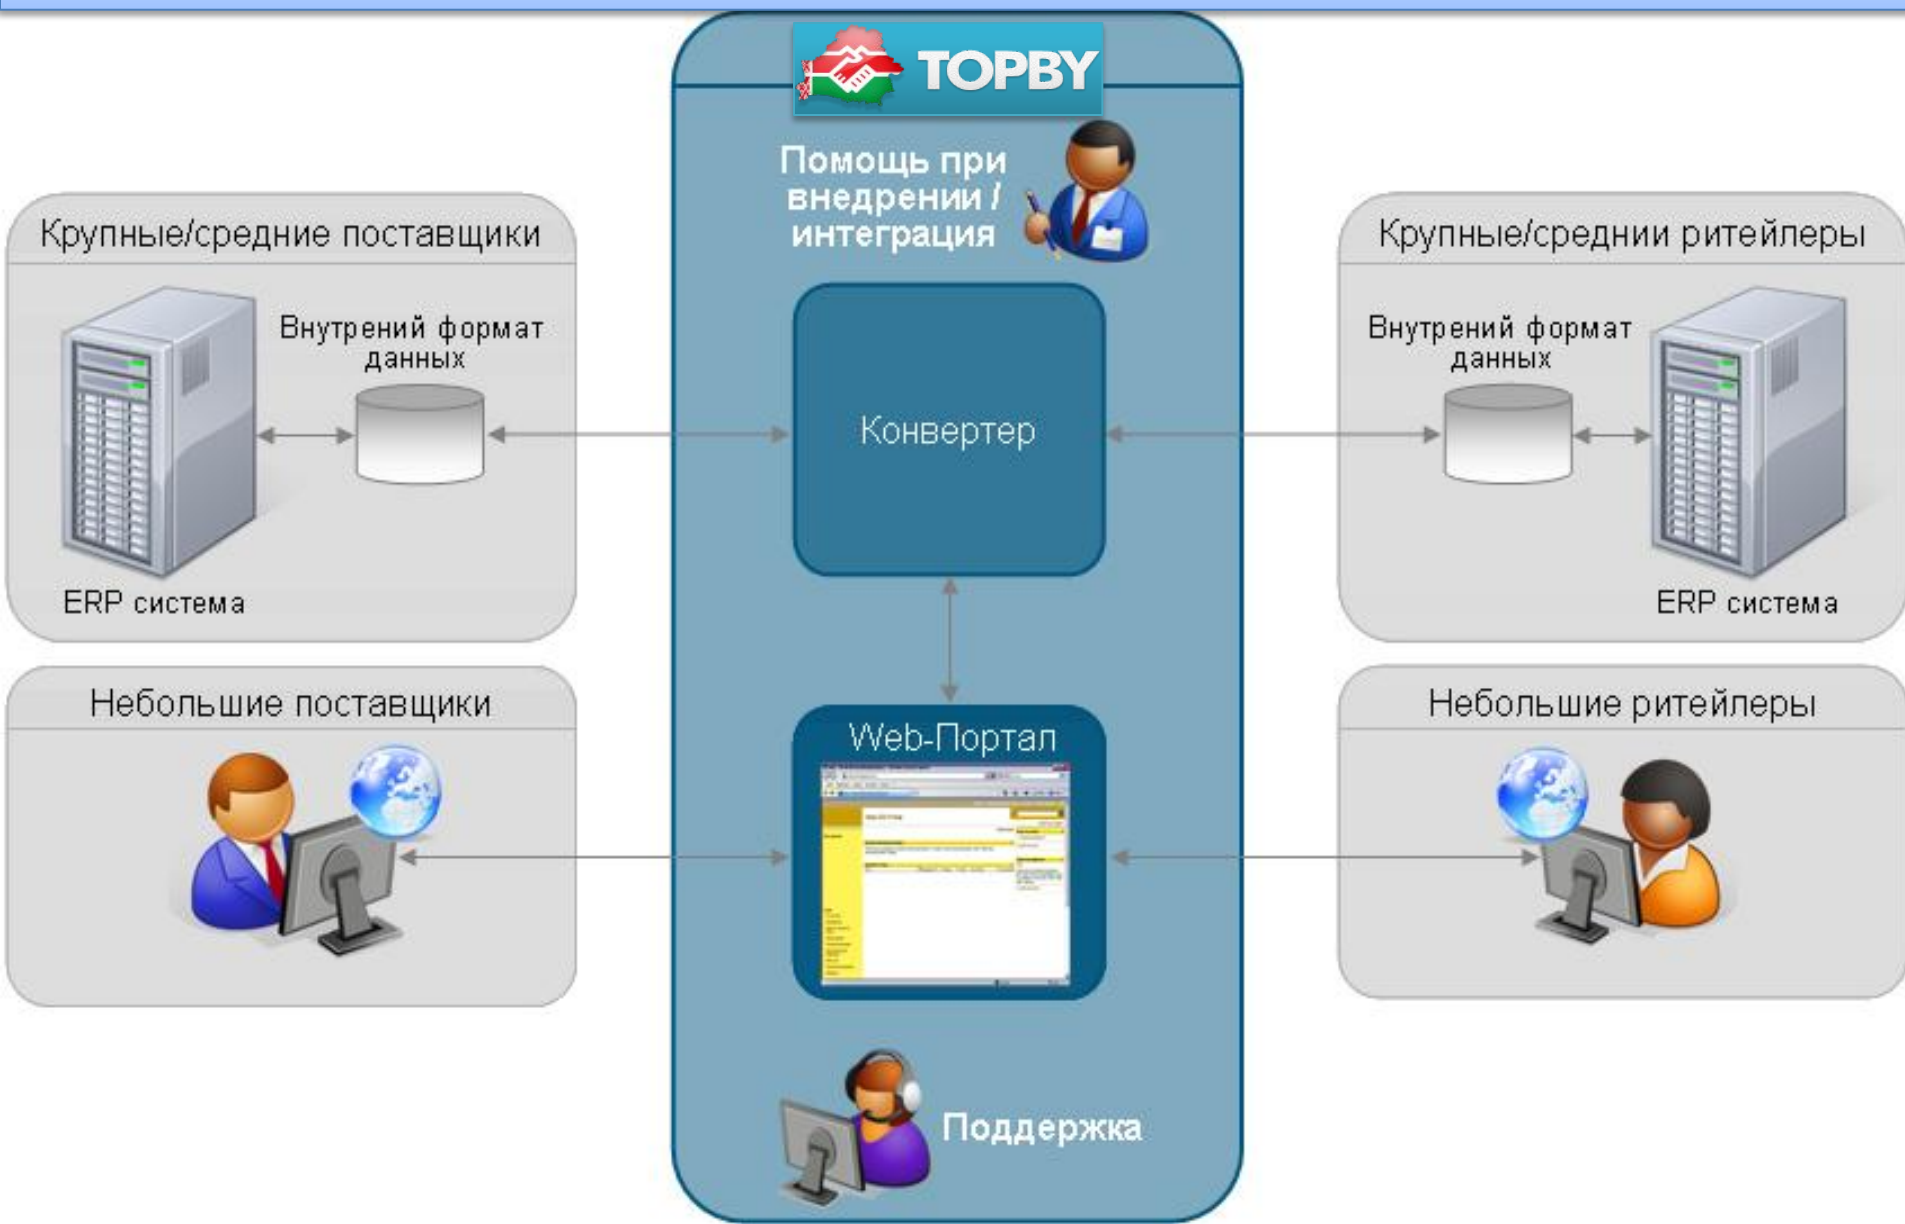 TOPBY
Помощь при
внедрении /
интеграция
Крупные/средние поставщики
Внутрений формат
данных
ERP система
Конвертер
Крупные/среднии ритейлеры
Внутрений формат
данных
ERP система
Небольшие поставщики
Web-Портал
Небольшие ритейлеры
Поддержка